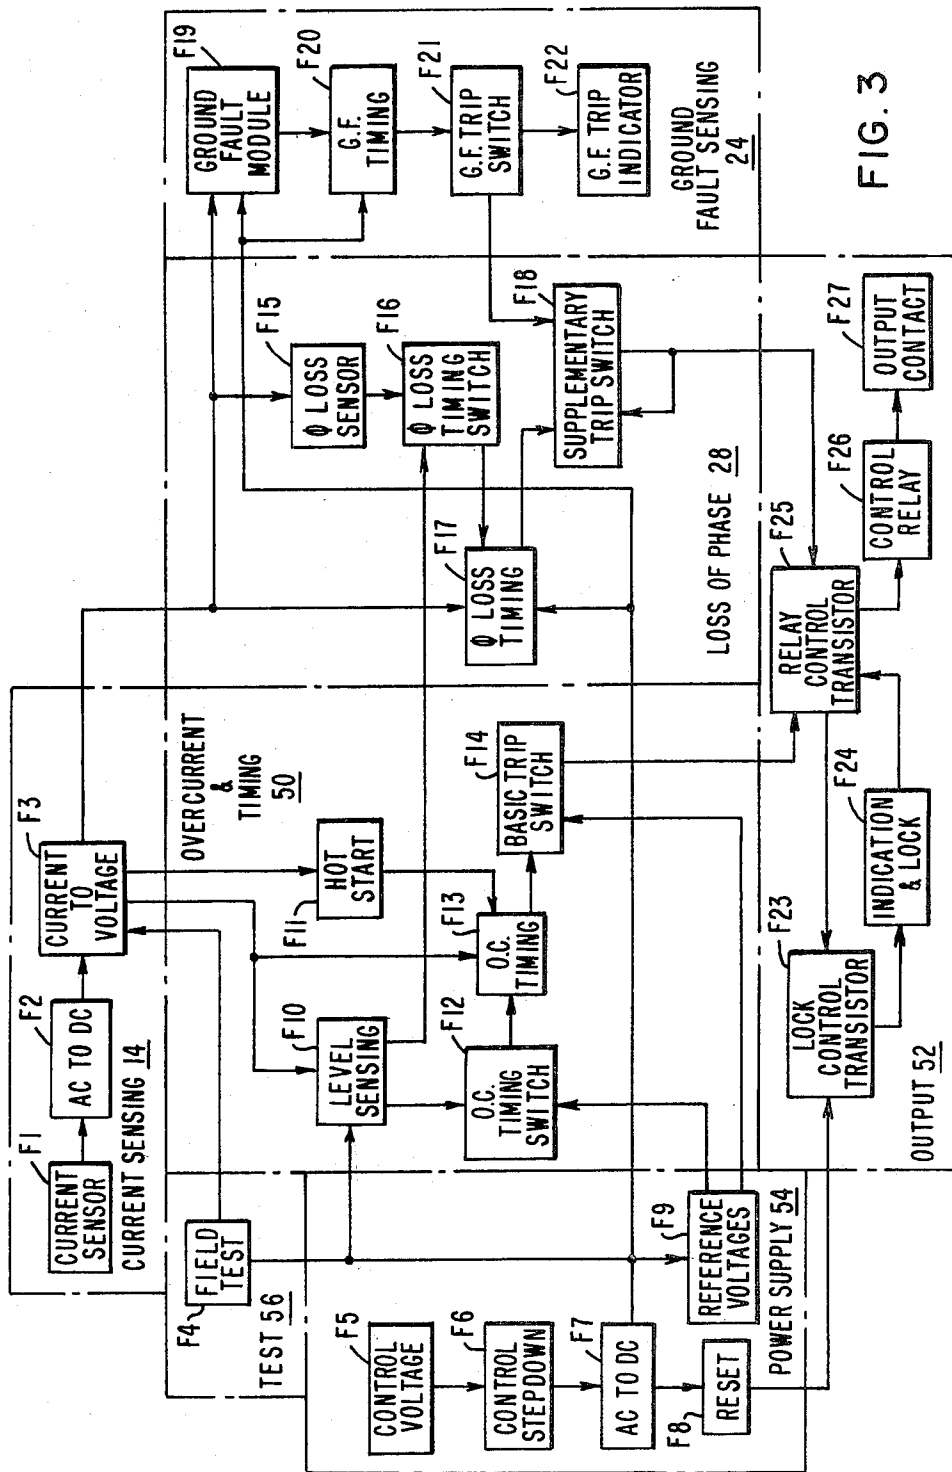 F1
CURRENT
SENSOR
F2
AC TO DC
F3
CURRENT
TO
VOLTAGE
CURRENT SENSING 14
F4
FIELD
TEST
TEST 56
F5
CONTROL
VOLTAGE
F6
CONTROL
STEPDOWN
F7
AC TO DC
F8
RESET
F9
REFERENCE
VOLTAGES
POWER SUPPLY 54
OVERCURRENT
&
TIMING
50
F10
LEVEL
SENSING
F11
HOT
START
F12
O.C.
TIMING
SWITCH
F13
O.C.
TIMING
F14
BASIC TRIP
SWITCH
F15
Φ LOSS
SENSOR
F16
Φ LOSS
TIMING
SWITCH
F17
Φ LOSS
TIMING
F18
SUPPLEMENTARY
TRIP SWITCH
LOSS OF PHASE 28
F19
GROUND
FAULT
MODULE
F20
G.F.
TIMING
F21
G.F. TRIP
SWITCH
F22
G.F. TRIP
INDICATOR
GROUND
FAULT SENSING
24
F23
LOCK
CONTROL
TRANSISTOR
F24
INDICATION
& LOCK
F25
RELAY
CONTROL
TRANSISTOR
F26
CONTROL
RELAY
F27
OUTPUT
CONTACT
OUTPUT 52
FIG. 3